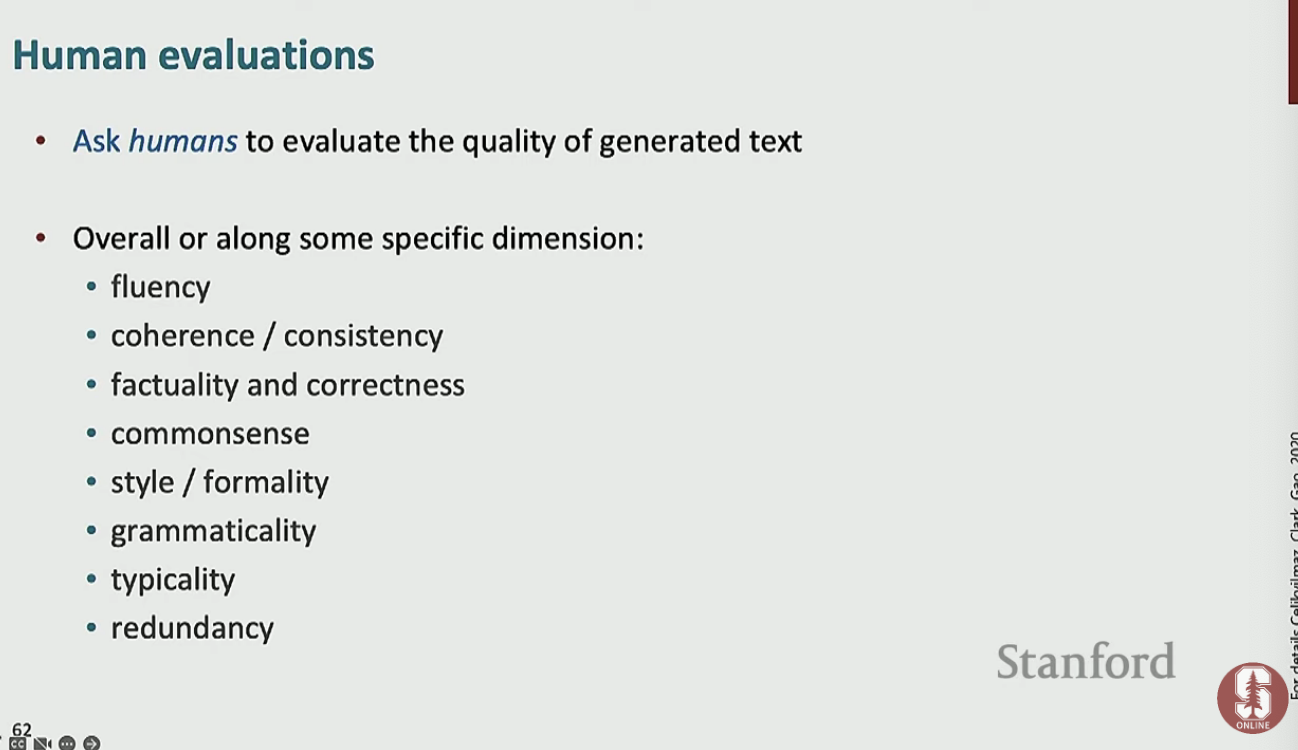 Human evaluations
• Ask humans to evaluate the quality of generated text
• Overall or along some specific dimension:
• fluency
• coherence / consistency
• factuality and correctness
• commonsense
• style / formality
• grammaticality
• typicality
• redundancy
For details Celikyilmaz, Clark, Gao, 2020
Stanford
S
ONLINE
62
CC